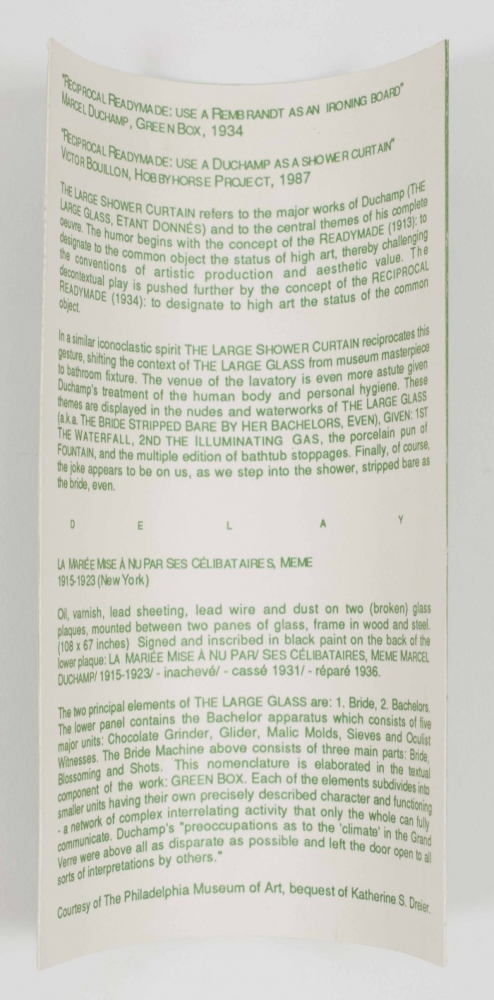 "RECIPROCAL READYMADE: USE A REMBRANDT AS AN IRONING BOARD"
MARCEL DUCHAMP, GREEN BOX, 1934
"RECIPROCAL READYMADE: USE A DUCHAMP AS A SHOWER CURTAIN"
VICTOR BOUILLON, HOBBYHORSE PROJECT, 1987
THE LARGE SHOWER CURTAIN refers to the major works of Duchamp (THE
LARGE GLASS, ETANT DONNÉS) and to the central themes of his complete
oeuvre. The humor begins with the concept of the READYMADE (1913): to
designate to the common object the status of high art, thereby challenging
the conventions of artistic production and aesthetic value. The
decontextual play is pushed further by the concept of the RECIPROCAL
READYMADE (1934): to designate to high art the status of the common
object.
In a similar iconoclastic spirit THE LARGE SHOWER CURTAIN reciprocates this
gesture, shifting the context of THE LARGE GLASS from museum masterpiece
to bathroom fixture. The venue of the lavatory is even more astute given
Duchamp's treatment of the human body and personal hygiene. These
themes are displayed in the nudes and waterworks of THE LARGE GLASS
(a.k.a. THE BRIDE STRIPPED BARE BY HER BACHELORS, EVEN), GIVEN: 1ST
THE WATERFALL, 2ND THE ILLUMINATING GAS, the porcelain pun of
FOUNTAIN, and the multiple edition of bathtub stoppages. Finally, of course,
the joke appears to be on us, as we step into the shower, stripped bare as
the bride, even.
D E L A Y
LA MARIÉE MISE À NU PAR SES CÉLIBATAIRES, MEME
1915-1923 (New York)
Oil, varnish, lead sheeting, lead wire and dust on two (broken) glass
plaques, mounted between two panes of glass, frame in wood and steel.
(108 x 67 inches) Signed and inscribed in black paint on the back of the
lower plaque: LA MARIÉE MISE À NU PAR/ SES CÉLIBATAIRES, MEME MARCEL
DUCHAMP/ 1915-1923/ - inachevé/ - cassé 1931/ - réparé 1936.
The two principal elements of THE LARGE GLASS are: 1. Bride, 2. Bachelors.
The lower panel contains the Bachelor apparatus which consists of five
major units: Chocolate Grinder, Glider, Malic Molds, Sieves and Oculist
Witnesses. The Bride Machine above consists of three main parts: Bride,
Blossoming and Shots. This nomenclature is elaborated in the textual
component of the work: GREEN BOX. Each of the elements subdivides into
smaller units having their own precisely described character and functioning
- a network of complex interrelating activity that only the whole can fully
communicate. Duchamp's "preoccupations as to the 'climate' in the Grand
Verre were above all as disparate as possible and left the door open to all
sorts of interpretations by others."
Courtesy of The Philadelphia Museum of Art, bequest of Katherine S. Dreier.